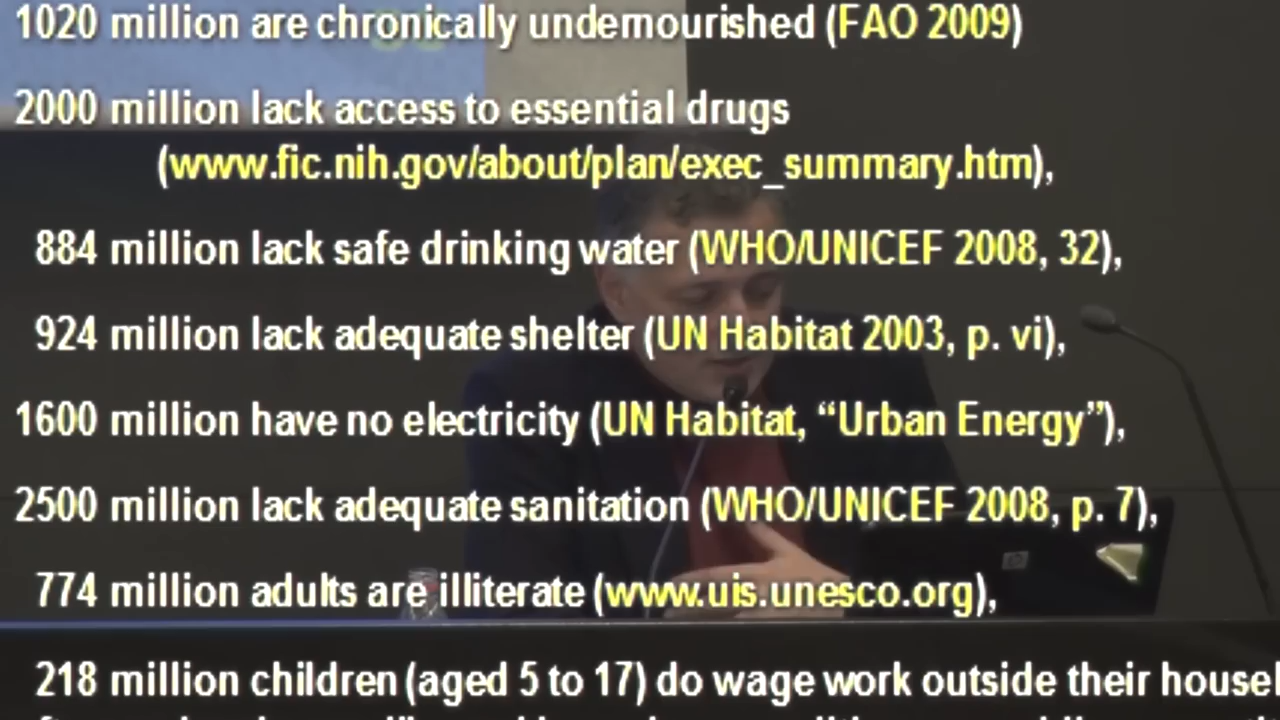 1020 million are chronically undernourished (FAO 2009)
2000 million lack access to essential drugs
(www.fic.nih.gov/about/plan/exec_summary.htm),
884 million lack safe drinking water (WHO/UNICEF 2008, 32),
924 million lack adequate shelter (UN Habitat 2003, p. vi),
1600 million have no electricity (UN Habitat, “Urban Energy”),
2500 million lack adequate sanitation (WHO/UNICEF 2008, p. 7),
774 million adults are illiterate (www.uis.unesco.org),
218 million children (aged 5 to 17) do wage work outside their